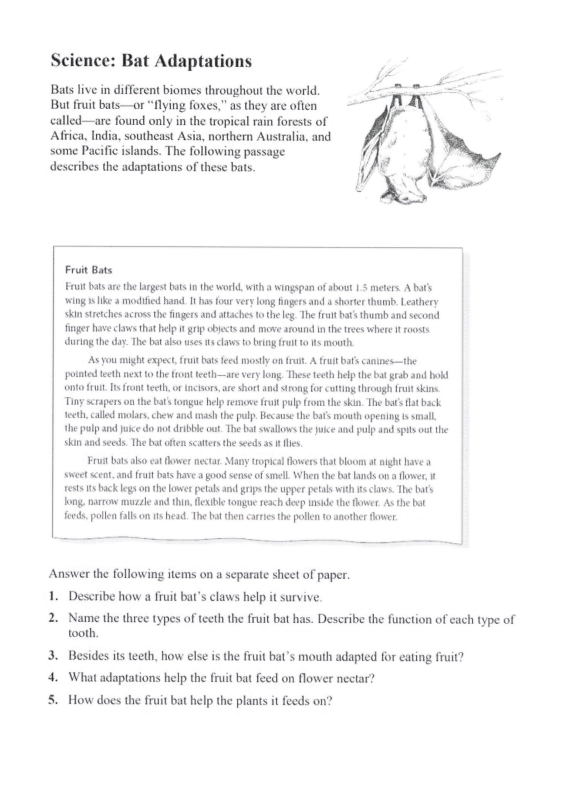 Science: Bat Adaptations
Bats live in different biomes throughout the world.
But fruit bats—or “flying foxes,” as they are often
called—are found only in the tropical rain forests of
Africa, India, southeast Asia, northern Australia, and
some Pacific islands. The following passage
describes the adaptations of these bats.
Fruit Bats
Fruit bats are the largest bats in the world, with a wingspan of about 1.5 meters. A bat’s
wing is like a modified hand. It has four very long fingers and a shorter thumb. Leathery
skin stretches across the fingers and attaches to the leg. The fruit bat’s thumb and second
finger have claws that help it grip objects and move around in the trees where it roosts
during the day. The bat also uses its claws to bring fruit to its mouth.
As you might expect, fruit bats feed mostly on fruit. A fruit bat’s canines—the
pointed teeth next to the front teeth—are very long. These teeth help the bat grab and hold
onto fruit. Its front teeth, or incisors, are short and strong for cutting through fruit skins.
Tiny scrapers on the bat’s tongue help remove fruit pulp from the skin. The bat’s flat back
teeth, called molars, chew and mash the pulp. Because the bat’s mouth opening is small,
the pulp and juice do not dribble out. The bat swallows the juice and pulp and spits out the
skin and seeds. The bat often scatters the seeds as it flies.
Fruit bats also eat flower nectar. Many tropical flowers that bloom at night have a
sweet scent, and fruit bats have a good sense of smell. When the bat lands on a flower, it
rests its back legs on the lower petals and grips the upper petals with its claws. The bat’s
long, narrow muzzle and thin, flexible tongue reach deep inside the flower. As the bat
feeds, pollen falls on its head. The bat then carries the pollen to another flower.
Answer the following items on a separate sheet of paper.
1. Describe how a fruit bat’s claws help it survive.
2. Name the three types of teeth the fruit bat has. Describe the function of each type of
tooth.
3. Besides its teeth, how else is the fruit bat’s mouth adapted for eating fruit?
4. What adaptations help the fruit bat feed on flower nectar?
5. How does the fruit bat help the plants it feeds on?